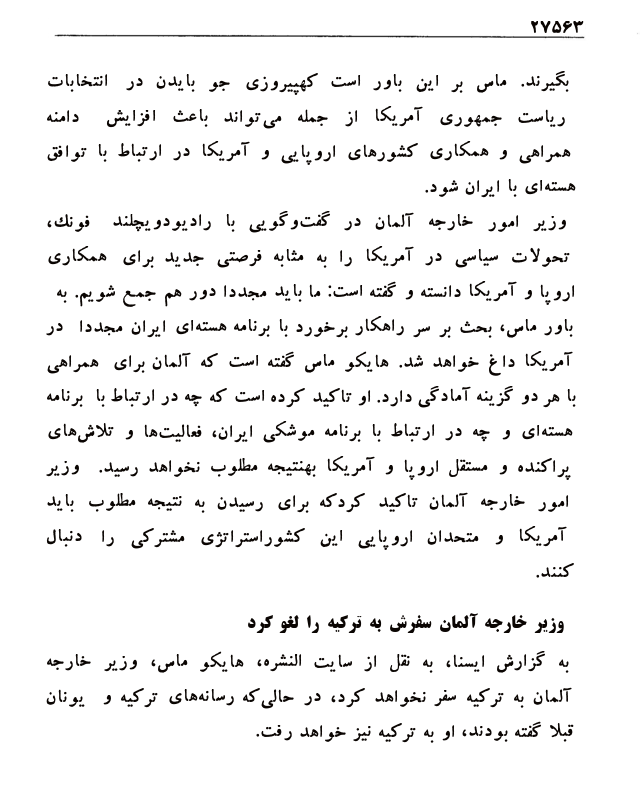 ۲۷۵۶۳
بگیرند. ماس بر این باور است کهپیروزی جو بایدن در انتخابات
ریاست جمهوری آمریکا از جمله می‌تواند باعث افزایش دامنه
همراهی و همکاری کشورهای اروپایی و آمریکا در ارتباط با توافق
هسته‌ای با ایران شود.
وزیر امور خارجه آلمان در گفت‌وگویی با رادیودویچلند فونك،
تحولات سیاسی در آمریکا را به مثابه فرصتی جدید برای همکاری
اروپا و آمریکا دانسته و گفته است: ما باید مجددا دور هم جمع شویم. به
باور ماس، بحث بر سر راهکار برخورد با برنامه هسته‌ای ایران مجددا در
آمریکا داغ خواهد شد. هایکو ماس گفته است که آلمان برای همراهی
با هر دو گزینه آمادگی دارد. او تاکید کرده است که چه در ارتباط با برنامه
هسته‌ای و چه در ارتباط با برنامه موشکی ایران، فعالیت‌ها و تلاش‌های
پراکنده و مستقل اروپا و آمریکا بهنتیجه مطلوب نخواهد رسید. وزیر
امور خارجه آلمان تاکید کردکه برای رسیدن به نتیجه مطلوب باید
آمریکا و متحدان اروپایی این کشوراستراتژی مشترکی را دنبال
کنند.
وزیر خارجه آلمان سفرش به ترکیه را لغو کرد
به گزارش ایسنا، به نقل از سایت النشره، هایکو ماس، وزیر خارجه
آلمان به ترکیه سفر نخواهد کرد، در حالی‌که رسانه‌های ترکیه و یونان
قبلا گفته بودند، او به ترکیه نیز خواهد رفت.